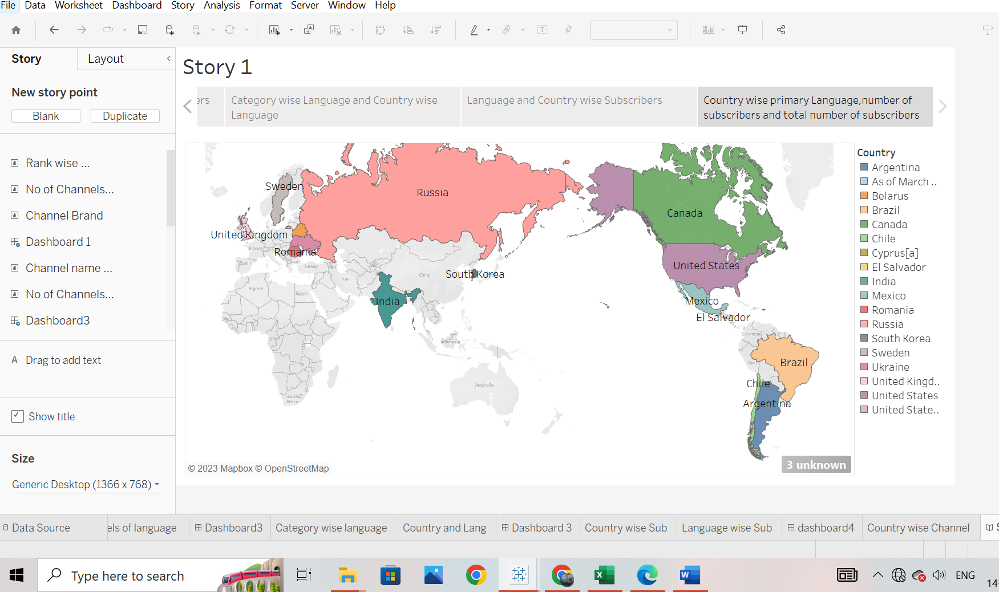 File Data Worksheet Dashboard Story Analysis Format Server Window Help
Story
Layout
New story point
Blank
Duplicate
Rank wise ...
No of Channels...
Channel Brand
Dashboard 1
Channel name ...
No of Channels...
Dashboard3
A Drag to add text
Show title
Size
Generic Desktop (1366 x 768)
Story 1
ers
Category wise Language and Country wise
Language
Language and Country wise Subscribers
Country wise primary Language,number of
subscribers and total number of subscribers
Sweden
Russia
Canada
United Kingdom
France
Romania
Spain
Turkey
United States
South Korea
China
Iran
Algeria
Egypt
India
Mexico
El Salvador
Colombia
Indonesia
Peru
Brazil
Chile
Australia
South
Africa
Argentina
© 2023 Mapbox © OpenStreetMap
3 unknown
Country
Argentina
As of March ..
Belarus
Brazil
Canada
Chile
Cyprus[a]
El Salvador
India
Mexico
Romania
Russia
South Korea
Sweden
Ukraine
United Kingd..
United States
United State..
Data Source
els of language
Dashboard3
Category wise language
Country and Lang
Dashboard 3
Country wise Sub
Language wise Sub
dashboard4
Country wise Channel
S
Type here to search
ENG
14